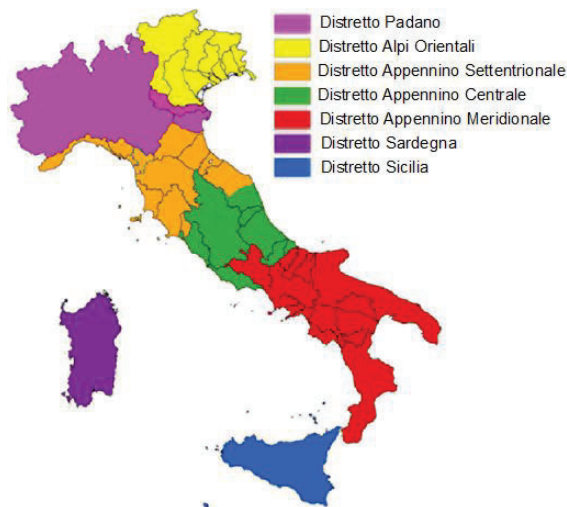 Distretto Padano
Distretto Alpi Orientali
Distretto Appennino Settentrionale
Distretto Appennino Centrale
Distretto Appennino Meridionale
Distretto Sardegna
Distretto Sicilia